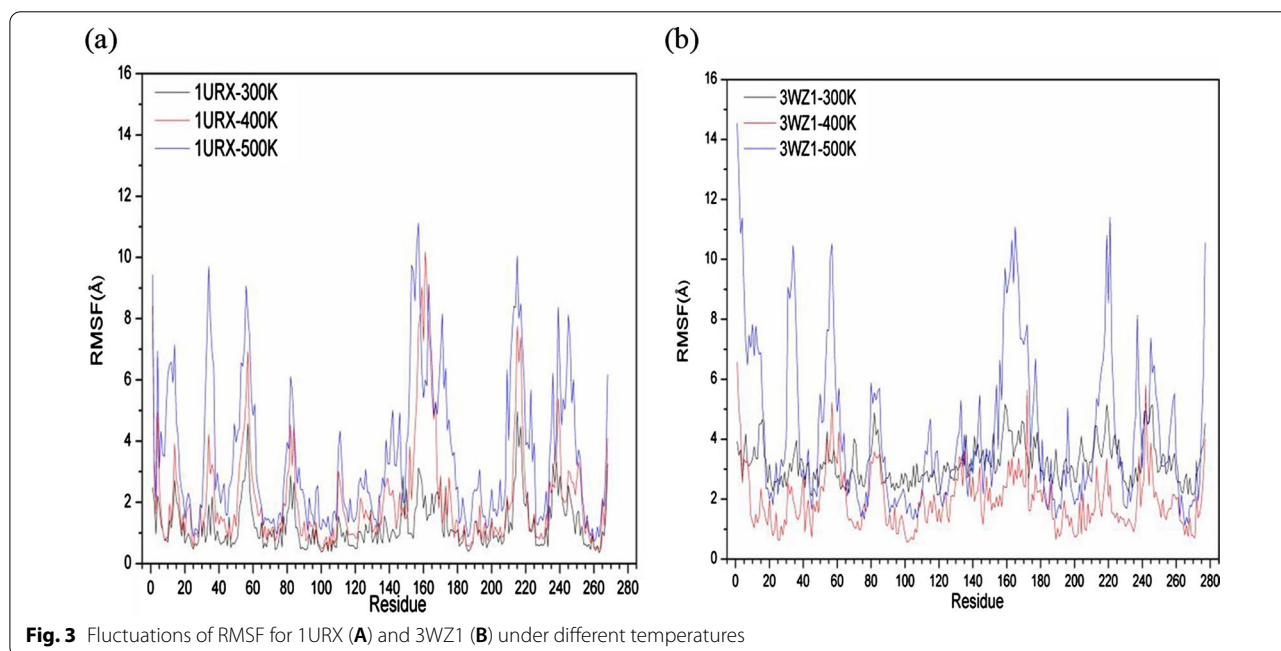 (a)
16
14
12
10
8
6
4
2
0
RMSF(Å)
1URX-300K
1URX-400K
1URX-500K
0 20 40 60 80 100 120 140 160 180 200 220 240 260 280
Residue
(b)
16
14
12
10
8
6
4
2
0
RMSF(Å)
3WZ1-300K
3WZ1-400K
3WZ1-500K
0 20 40 60 80 100 120 140 160 180 200 220 240 260 280
Residue
Fig. 3 Fluctuations of RMSF for 1URX (A) and 3WZ1 (B) under different temperatures